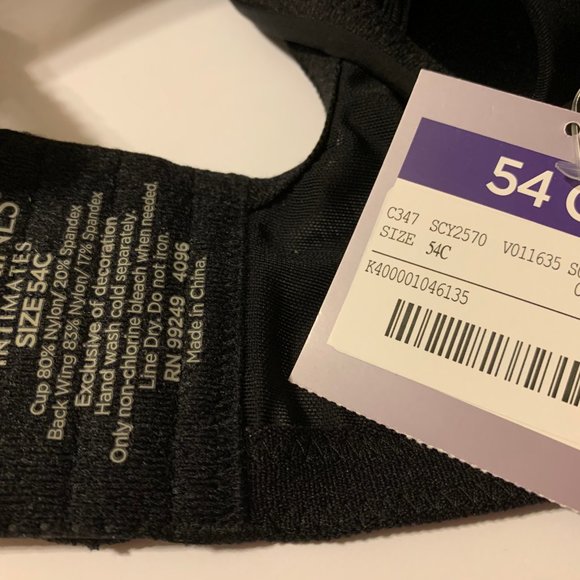 INTIMATES
SIZE 54C
Cup 80% Nylon/ 20% Spandex
Back Wing 83% Nylon/ 17% Spandex
Exclusive of decoration
Hand wash cold separately.
Only non-chlorine bleach when needed.
Line Dry. Do not Iron.
RN 99249 4096
Made in China.
54 C
C347 SCY2570 V011635
SIZE 54C
K400001046135